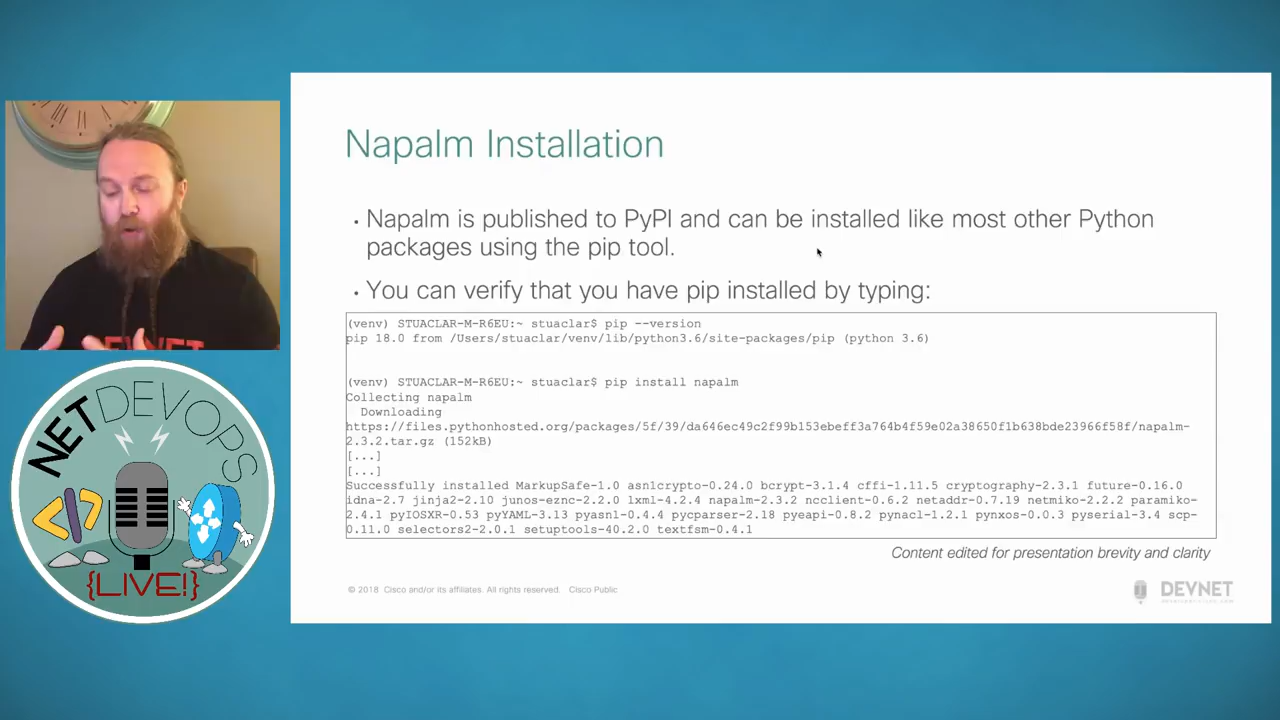 Napalm Installation
• Napalm is published to PyPI and can be installed like most other Python
packages using the pip tool.
• You can verify that you have pip installed by typing:
(venv) STUACLAR-M-R6EU:~ stuaclar$ pip --version
pip 18.0 from /Users/stuaclar/venv/lib/python3.6/site-packages/pip (python 3.6)
(venv) STUACLAR-M-R6EU:~ stuaclar$ pip install napalm
Collecting napalm
Downloading
https://files.pythonhosted.org/packages/5f/39/da646ec49c2f99b153ebeff3a764b4f59e02a38650f1b638bde23966f58f/napalm-
2.3.2.tar.gz (152kB)
[...]
[...]
Successfully installed MarkupSafe-1.0 asn1crypto-0.24.0 bcrypt-3.1.4 cffi-1.11.5 cryptography-2.3.1 future-0.16.0
idna-2.7 jinja2-2.10 junos-eznc-2.2.0 lxml-4.2.4 napalm-2.3.2 ncclient-0.6.2 netaddr-0.7.19 netmiko-2.2.2 paramiko-
2.4.1 pyIOSXR-0.53 pyYAML-3.13 pyasn1-0.4.4 pycparser-2.18 pyeapi-0.8.2 pynacl-1.2.1 pynxos-0.0.3 pyserial-3.4 scp-
0.11.0 selectors2-2.0.1 setuptools-40.2.0 textfsm-0.4.1
Content edited for presentation brevity and clarity
© 2018 Cisco and/or its affiliates. All rights reserved. Cisco Public
DEVNET
NETDEVOPS
</>
{LIVE!}